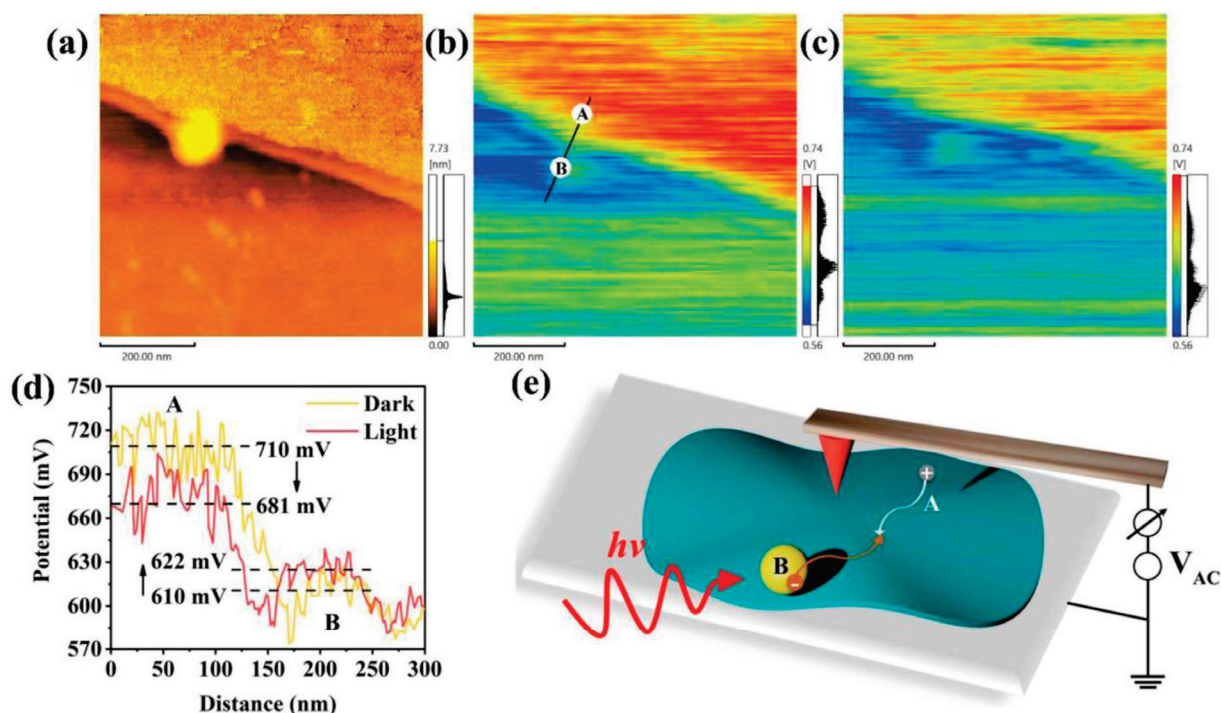 (a)
7.73
[nm]
0.00
200.00 nm
(b)
A
B
0.74
[V]
0.56
200.00 nm
(c)
0.74
[V]
0.56
200.00 nm
(d)
Potential (mV)
750
720
690
660
630
600
570
A
Dark
Light
710 mV
681 mV
622 mV
610 mV
B
0 50 100 150 200 250 300
Distance (nm)
(e)
+
A
hν
B
-
V AC